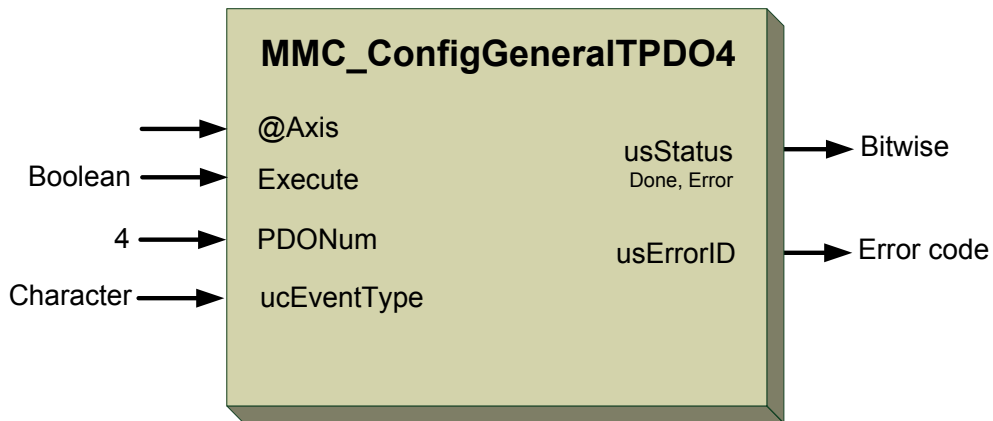 MMC_ConfigGeneralTPDO4
@Axis
Boolean
Execute
4
PDONum
Character
ucEventType
usStatus
Done, Error
Bitwise
usErrorID
Error code